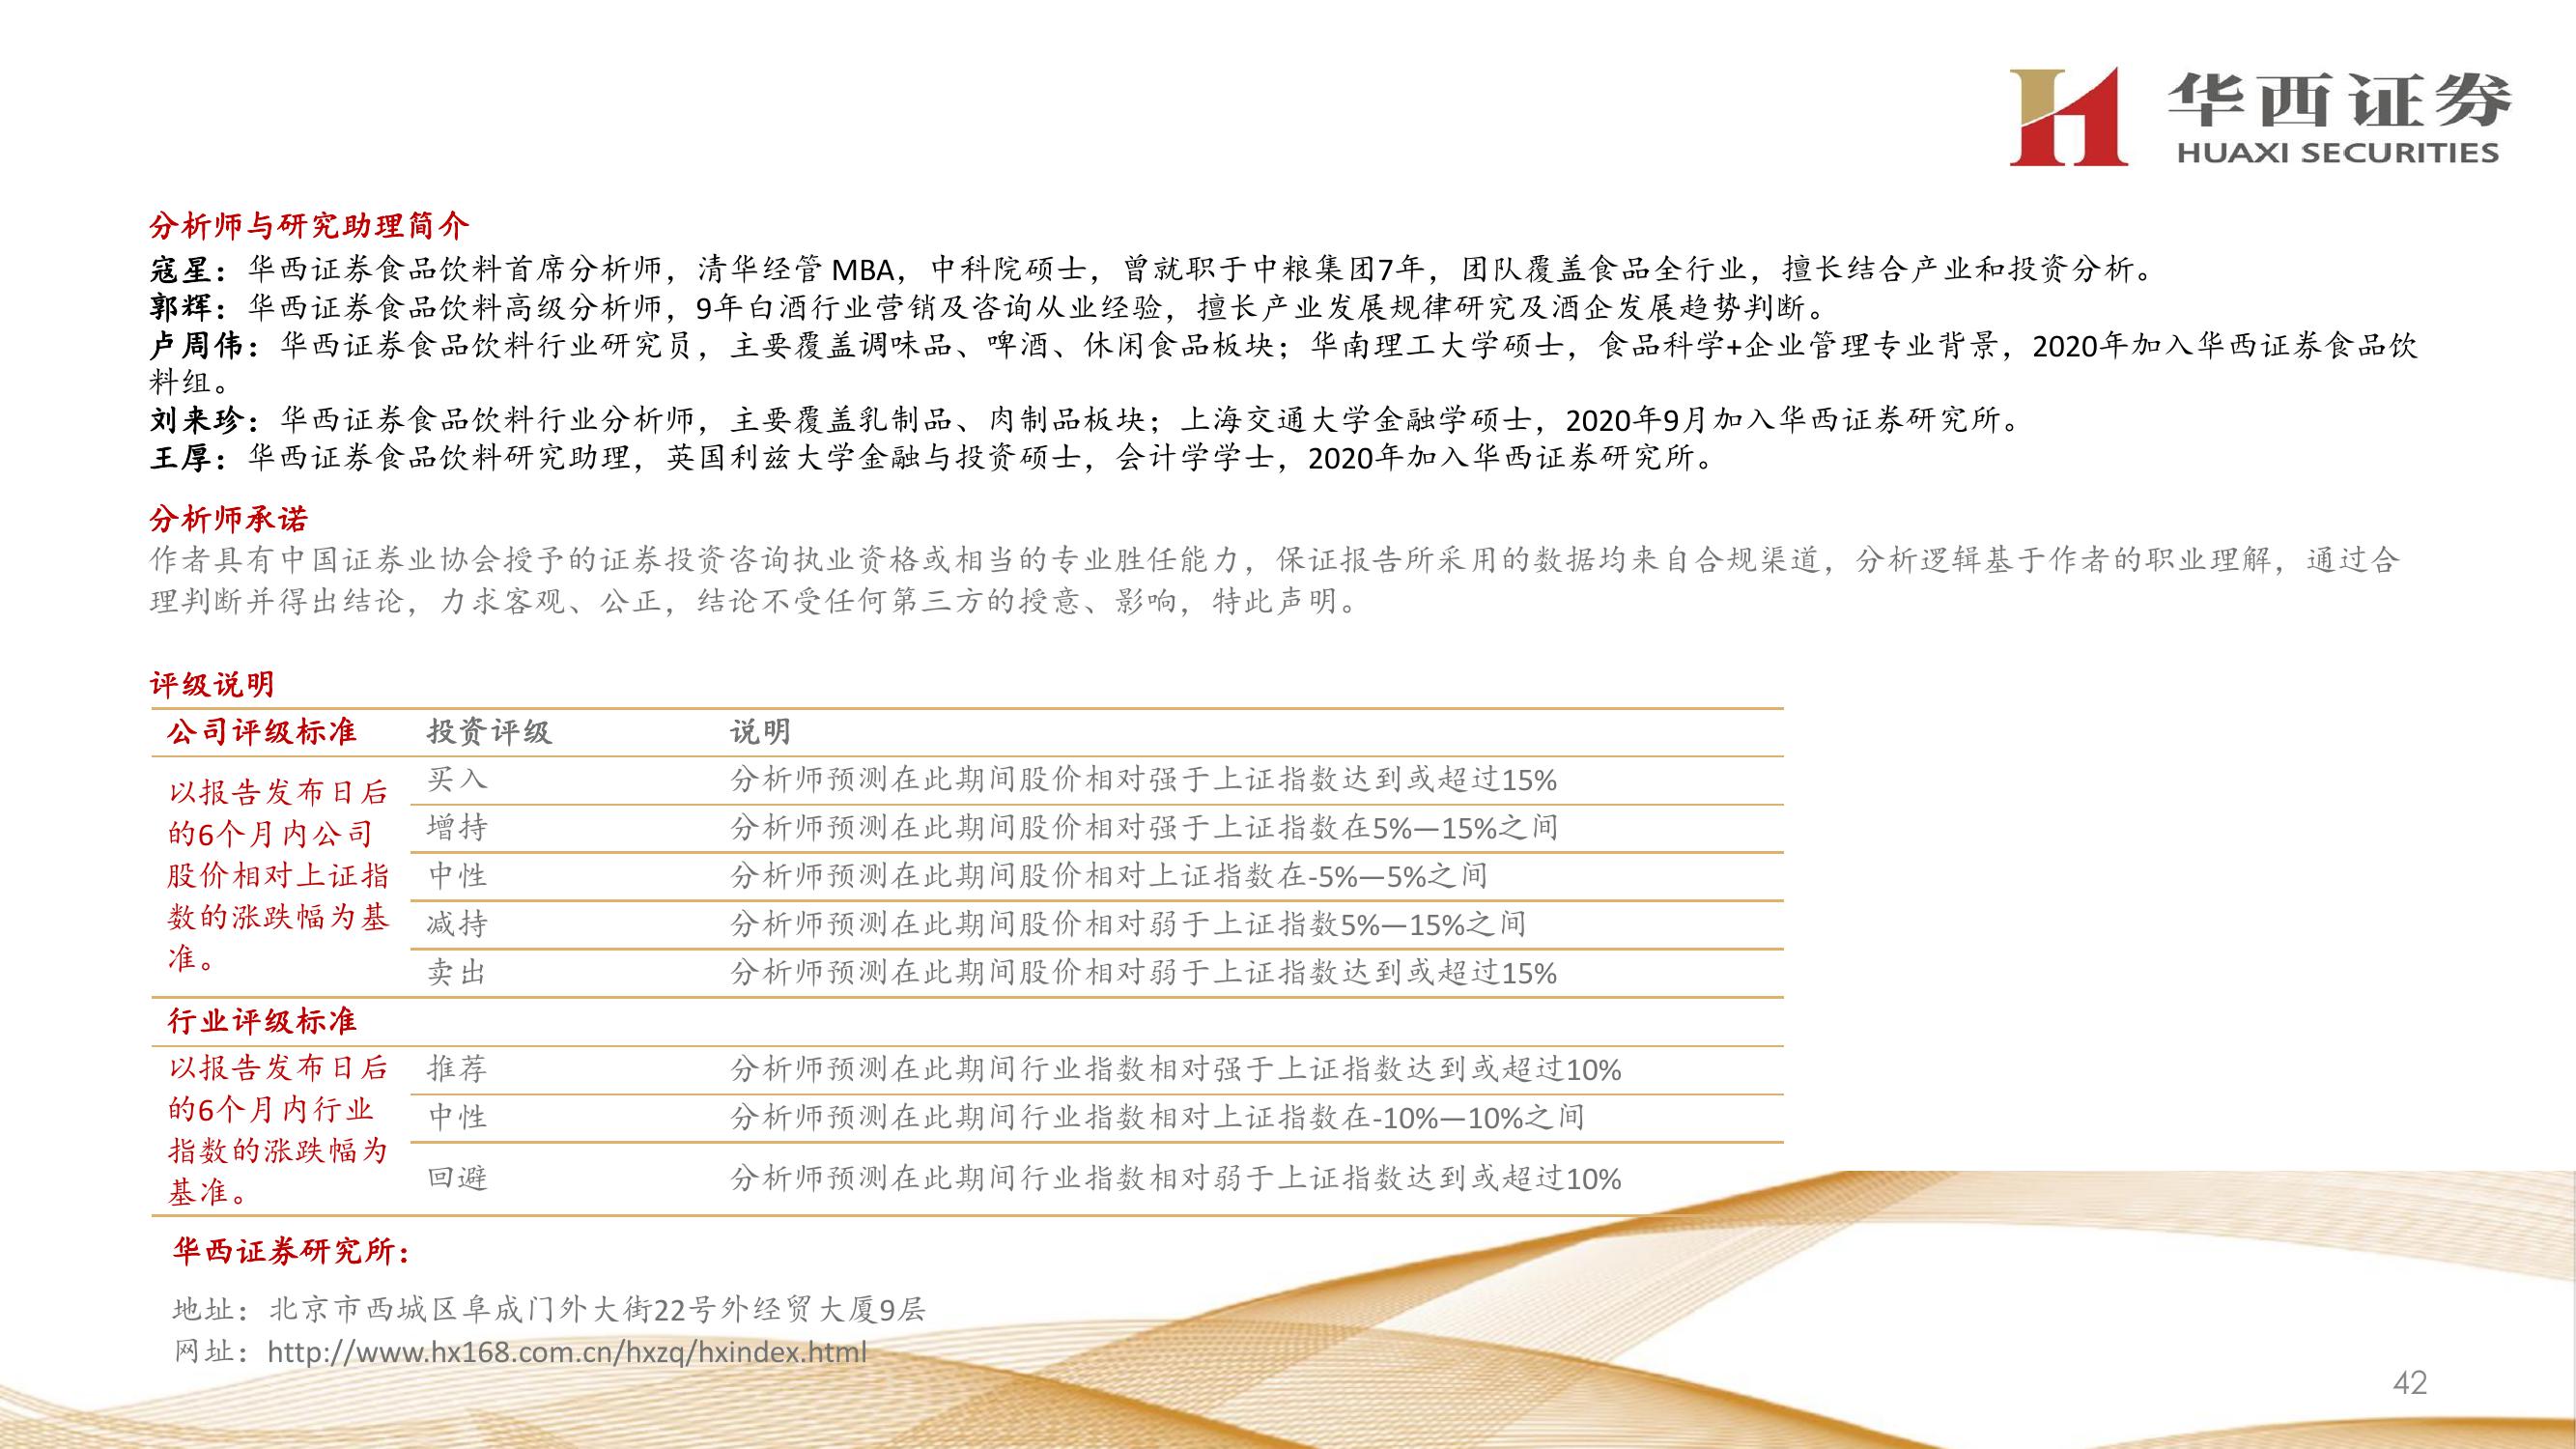 华西证券
HUAXI SECURITIES
分析师与研究助理简介
寇星：华西证券食品饮料首席分析师，清华经管 MBA，中科院硕士，曾就职于中粮集团7年，团队覆盖食品全行业，擅长结合产业和投资分析。
郭辉：华西证券食品饮料高级分析师，9年白酒行业营销及咨询从业经验，擅长产业发展规律研究及酒企发展趋势判断。
卢周伟：华西证券食品饮料行业研究员，主要覆盖调味品、啤酒、休闲食品板块；华南理工大学硕士，食品科学+企业管理专业背景，2020年加入华西证券食品饮
料组。
刘来珍：华西证券食品饮料行业分析师，主要覆盖乳制品、肉制品板块；上海交通大学金融学硕士，2020年9月加入华西证券研究所。
王厚：华西证券食品饮料研究助理，英国利兹大学金融与投资硕士，会计学学士，2020年加入华西证券研究所。
分析师承诺
作者具有中国证券业协会授予的证券投资咨询执业资格或相当的专业胜任能力，保证报告所采用的数据均来自合规渠道，分析逻辑基于作者的职业理解，通过合
理判断并得出结论，力求客观、公正，结论不受任何第三方的授意、影响，特此声明。
评级说明
公司评级标准 投资评级 说明
以报告发布日后
的6个月内公司
股价相对上证指
数的涨跌幅为基
准。
买入 分析师预测在此期间股价相对强于上证指数达到或超过15%
增持 分析师预测在此期间股价相对强于上证指数在5%—15%之间
中性 分析师预测在此期间股价相对上证指数在-5%—5%之间
减持 分析师预测在此期间股价相对弱于上证指数5%—15%之间
卖出 分析师预测在此期间股价相对弱于上证指数达到或超过15%
行业评级标准
以报告发布日后
的6个月内行业
指数的涨跌幅为
基准。
推荐 分析师预测在此期间行业指数相对强于上证指数达到或超过10%
中性 分析师预测在此期间行业指数相对上证指数在-10%—10%之间
回避 分析师预测在此期间行业指数相对弱于上证指数达到或超过10%
华西证券研究所：
地址：北京市西城区阜成门外大街22号外经贸大厦9层
网址：http://www.hx168.com.cn/hxzq/hxindex.html
42